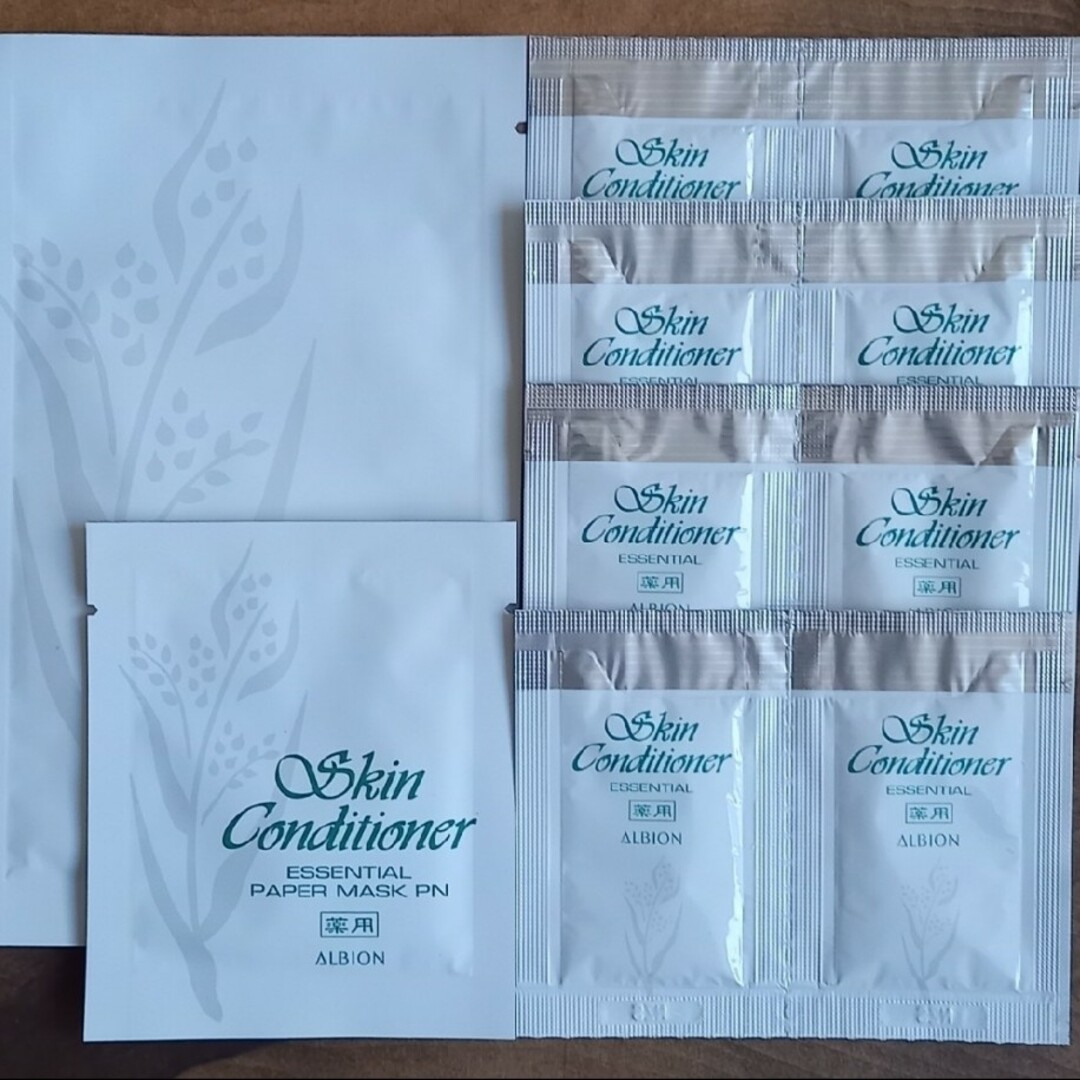 Skin
Conditioner
Skin
Conditioner
Skin
Conditioner
ESSENTIAL
Skin
Conditioner
ESSENTIAL
Skin
Conditioner
ESSENTIAL
薬用
ALBION
Skin
Conditioner
ESSENTIAL
薬用
Skin
Conditioner
ESSENTIAL
薬用
ALBION
Skin
Conditioner
ESSENTIAL
薬用
ALBION
Skin
Conditioner
ESSENTIAL
PAPER MASK PN
薬用
ALBION